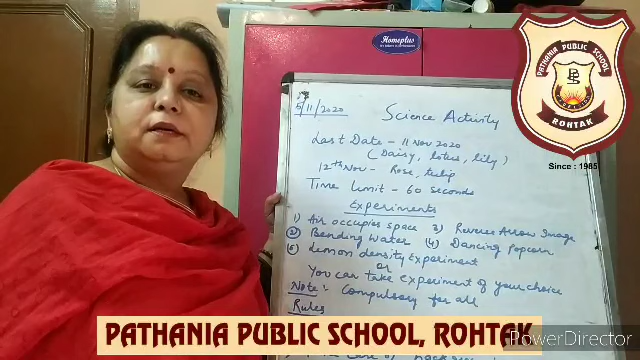 Homeplus
PATHANIA PUBLIC SCHOOL
PPS
ROHTAK
Since : 1985
5/11/2020
Science Activity
Last Date - 11 Nov 2020
(Daisy, lotus, lily)
12th Nov - Rose, tulip
Time Limit - 60 seconds
Experiments
1) Air occupies space 3) Reverse Arrow Image
2) Bending Water 4) Dancing Popcorn
5) Lemon density Experiment
or
You can take experiment of your choice
Note :- Compulsory for all
Rules
PATHANIA PUBLIC SCHOOL, ROHTAK
PowerDirector